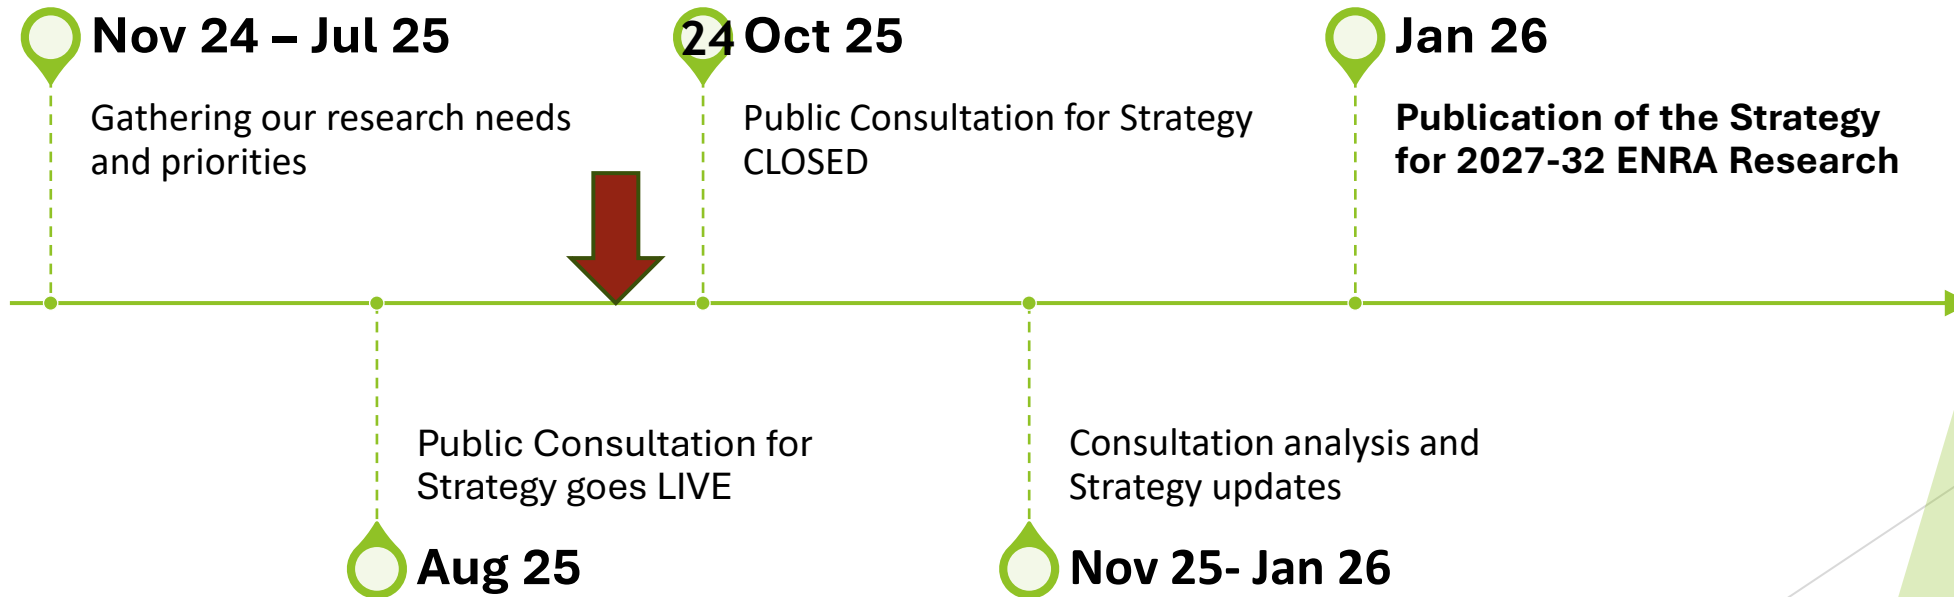 Nov 24 – Jul 25
Gathering our research needs
and priorities
24 Oct 25
Public Consultation for Strategy
CLOSED
Jan 26
Publication of the Strategy
for 2027-32 ENRA Research
Public Consultation for
Strategy goes LIVE
Aug 25
Consultation analysis and
Strategy updates
Nov 25- Jan 26